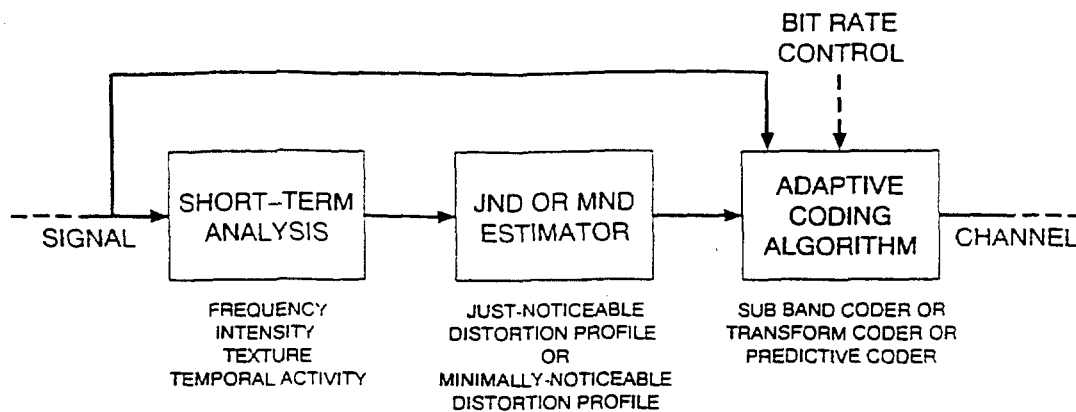 BIT RATE
CONTROL
SIGNAL
SHORT-TERM
ANALYSIS
JND OR MND
ESTIMATOR
ADAPTIVE
CODING
ALGORITHM
CHANNEL
FREQUENCY
INTENSITY
TEXTURE
TEMPORAL ACTIVITY
JUST-NOTICEABLE
DISTORTION PROFILE
OR
MINIMALLY-NOTICEABLE
DISTORTION PROFILE
SUB BAND CODER OR
TRANSFORM CODER OR
PREDICTIVE CODER